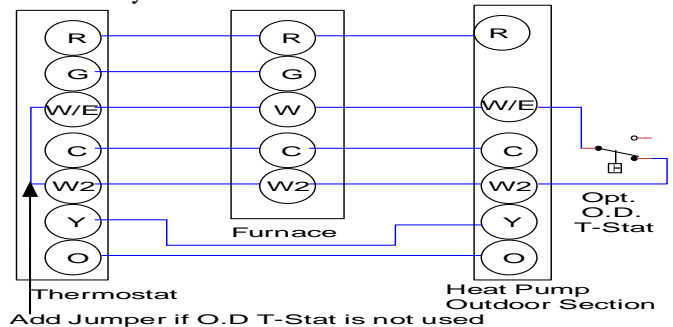 R
G
W/E
C
W2
Y
O
Thermostat
R
G
W
C
W2
Furnace
R
W/E
C
W2
Y
O
Heat Pump
Outdoor Section
Opt.
O.D.
T-Stat
Add Jumper if O.D T-Stat is not used